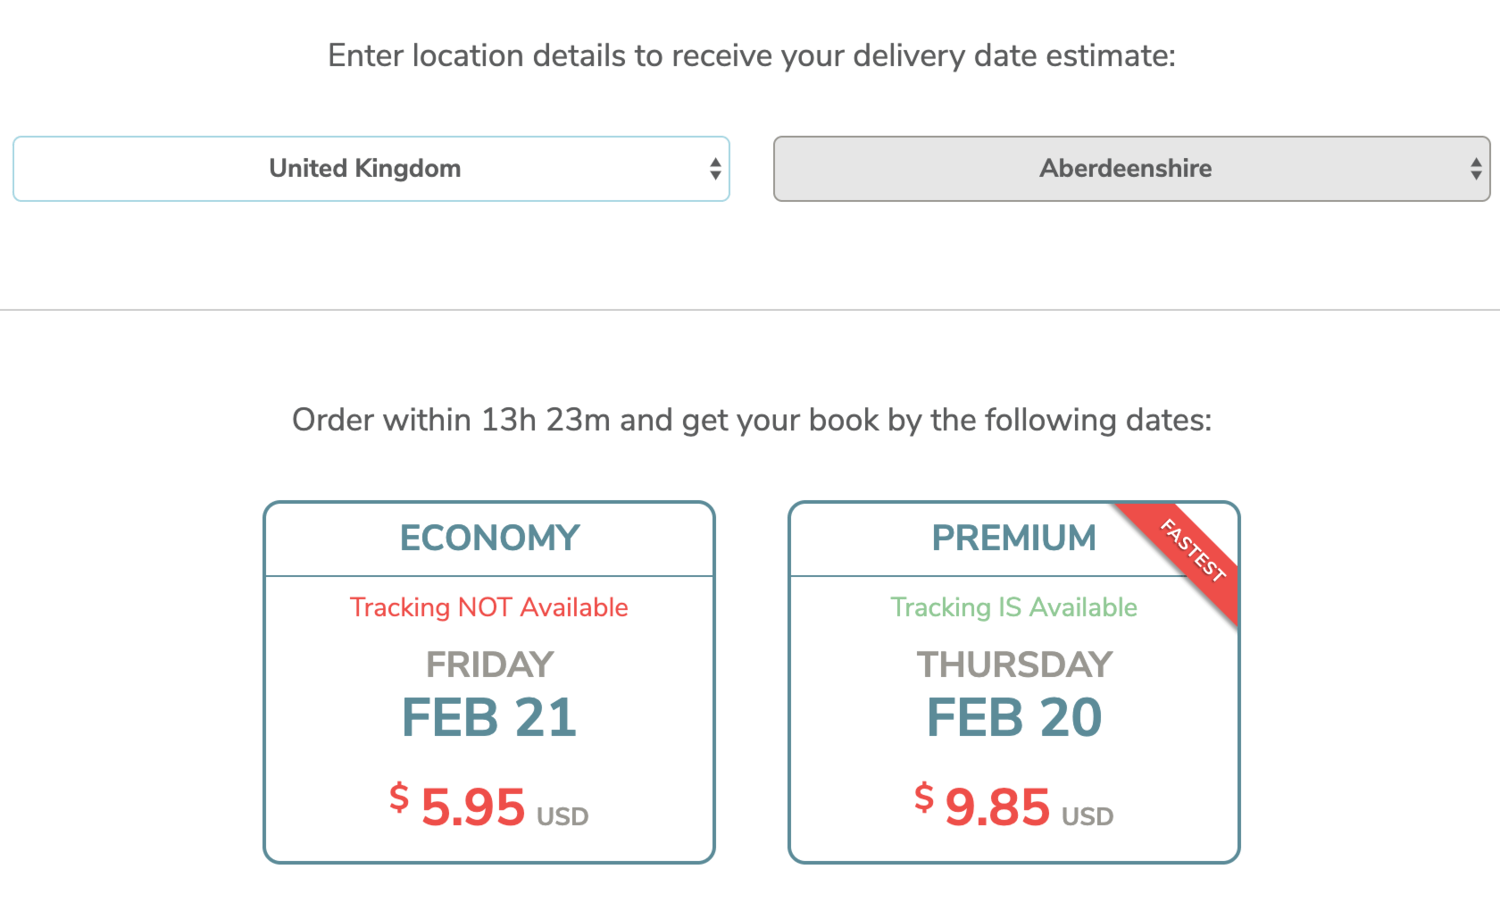 Enter location details to receive your delivery date estimate:
United Kingdom
Aberdeenshire
Order within 13h 23m and get your book by the following dates:
ECONOMY
Tracking NOT Available
FRIDAY
FEB 21
$ 5.95 USD
PREMIUM
FASTEST
Tracking IS Available
THURSDAY
FEB 20
$ 9.85 USD